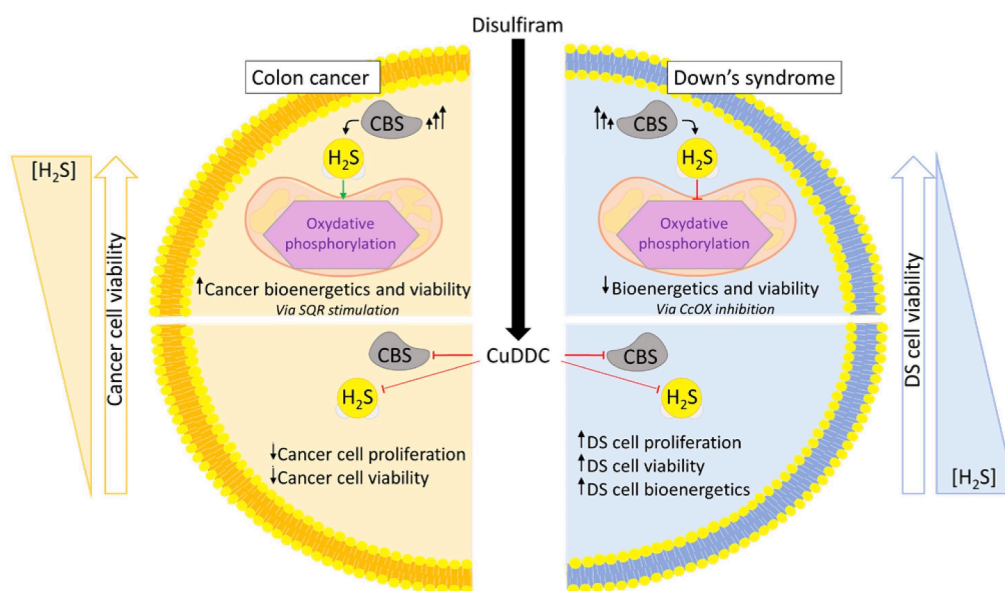 Disulfiram
Colon cancer
CBS
H₂S
Oxydative
phosphorylation
↑Cancer bioenergetics and viability
Via SQR stimulation
Down's syndrome
CBS
H₂S
Oxydative
phosphorylation
↓Bioenergetics and viability
Via CcOX inhibition
[H₂S]
Cancer cell viability
CuDDC
CBS
H₂S
↓Cancer cell proliferation
↓Cancer cell viability
CBS
H₂S
↑DS cell proliferation
↑DS cell viability
↑DS cell bioenergetics
DS cell viability
[H₂S]